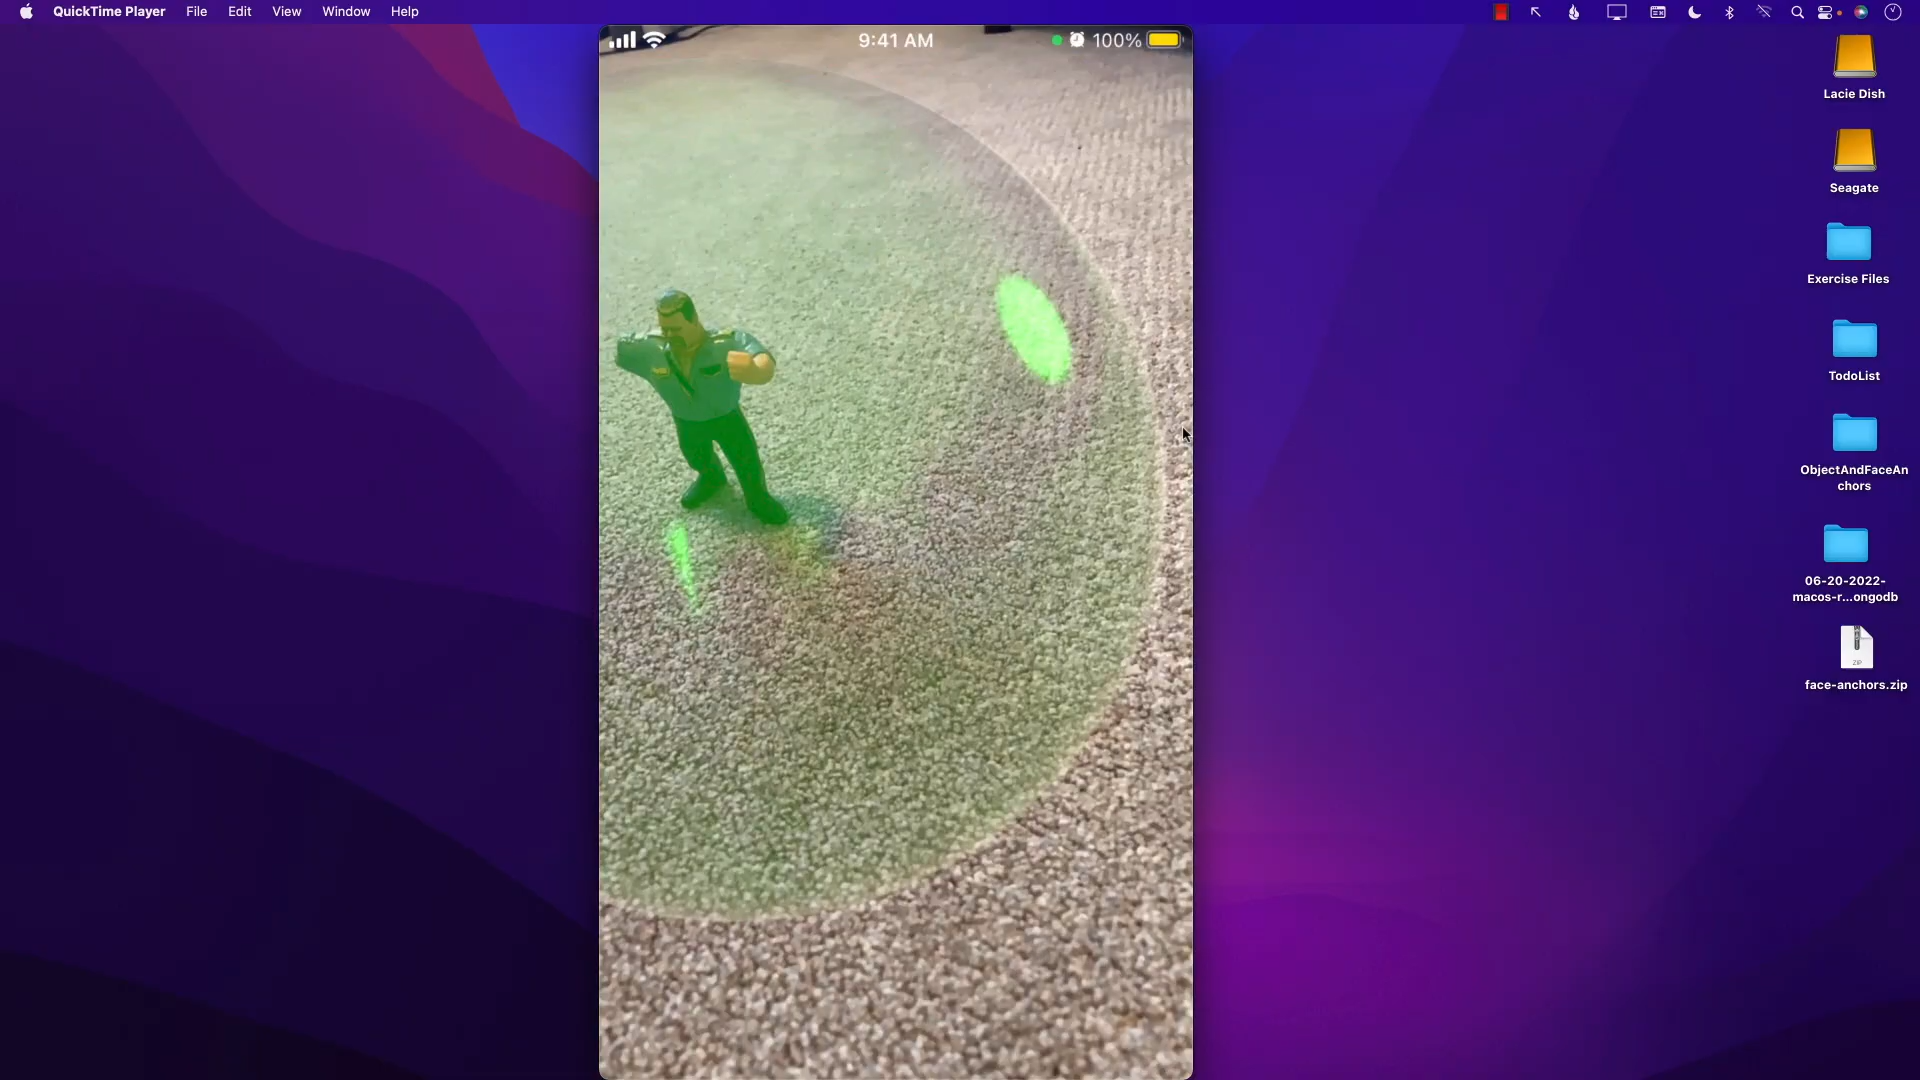 QuickTime Player File Edit View Window Help
9:41 AM 100%
Lacie Dish
Seagate
Exercise Files
TodoList
ObjectAndFaceAn
chors
06-20-2022-
macos-r...ongodb
ZIP
face-anchors.zip